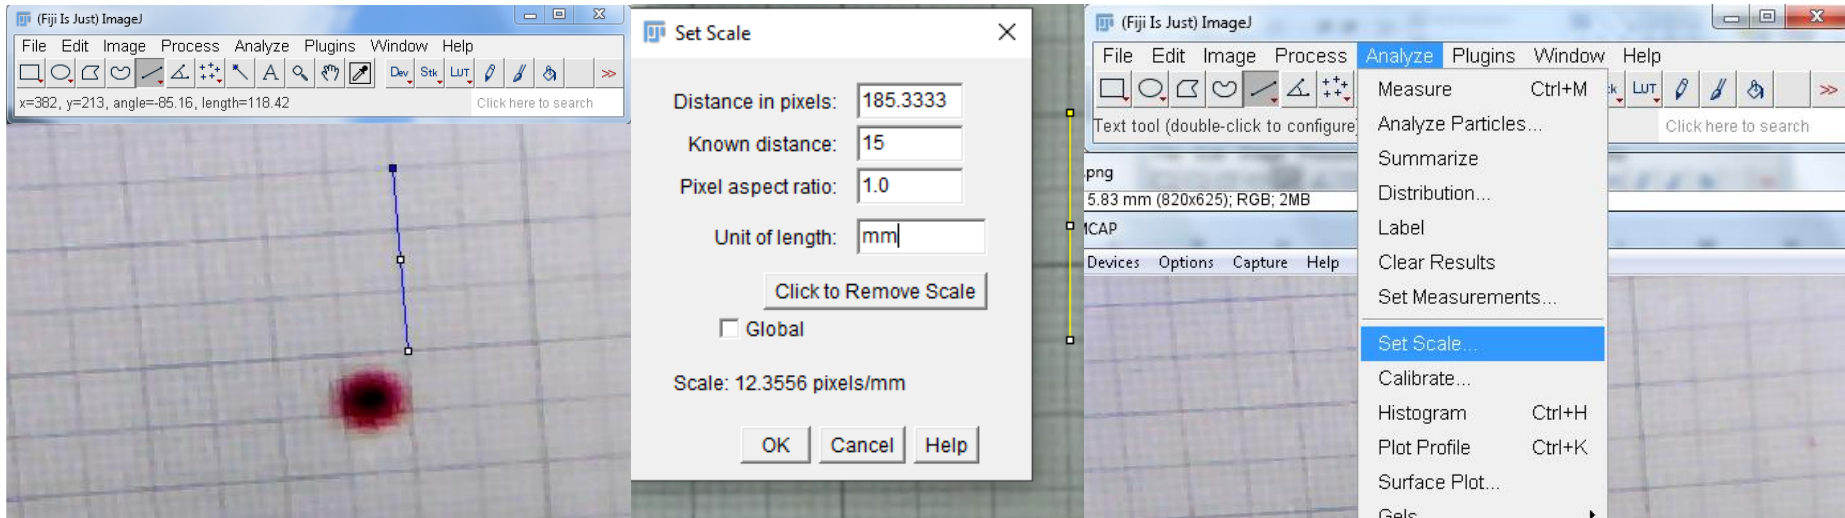 (Fiji Is Just) ImageJ
File Edit Image Process Analyze Plugins Window Help
A Dev Stk LUT >>
x=382, y=213, angle=-85.16, length=118.42 Click here to search
Set Scale
Distance in pixels: 185.3333
Known distance: 15
Pixel aspect ratio: 1.0
Unit of length: mm
Click to Remove Scale
Global
Scale: 12.3556 pixels/mm
OK Cancel Help
(Fiji Is Just) ImageJ
File Edit Image Process Analyze Plugins Window Help
LUT >>
Text tool (double-click to configure Click here to search
.png
5.83 mm (820x625); RGB; 2MB
Devices Options Capture Help
Measure Ctrl+M
Analyze Particles...
Summarize
Distribution...
Label
Clear Results
Set Measurements...
Set Scale...
Calibrate...
Histogram Ctrl+H
Plot Profile Ctrl+K
Surface Plot...
Gels